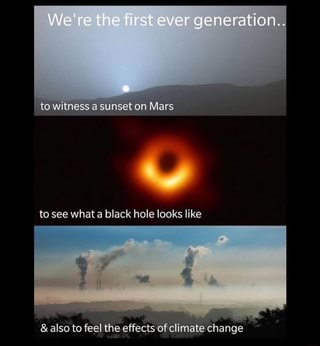 We're the first ever generation..
to witness a sunset on Mars
to see what a black hole looks like
& also to feel the effects of climate change